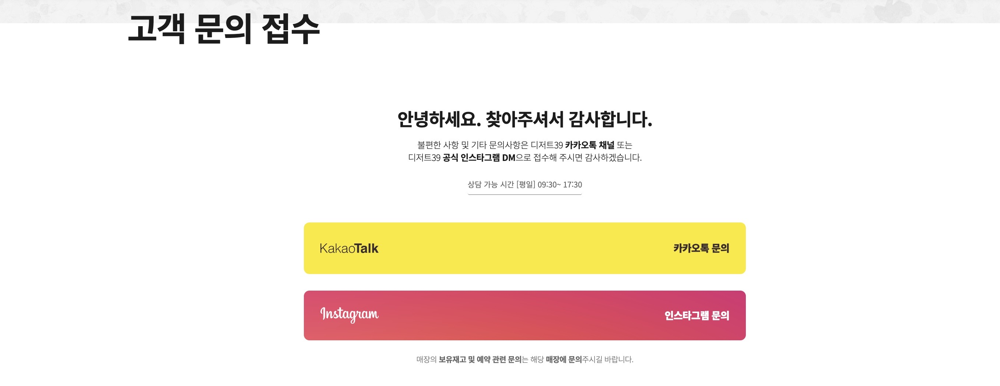 고객 문의 접수
안녕하세요. 찾아주셔서 감사합니다.
불편한 사항 및 기타 문의사항은 디저트39 카카오톡 채널 또는
디저트39 공식 인스타그램 DM으로 접수해 주시면 감사하겠습니다.
상담 가능 시간 [평일] 09:30~ 17:30
KakaoTalk 카카오톡 문의
Instagram 인스타그램 문의
매장의 보유재고 및 예약 관련 문의는 해당 매장에 문의주시길 바랍니다.